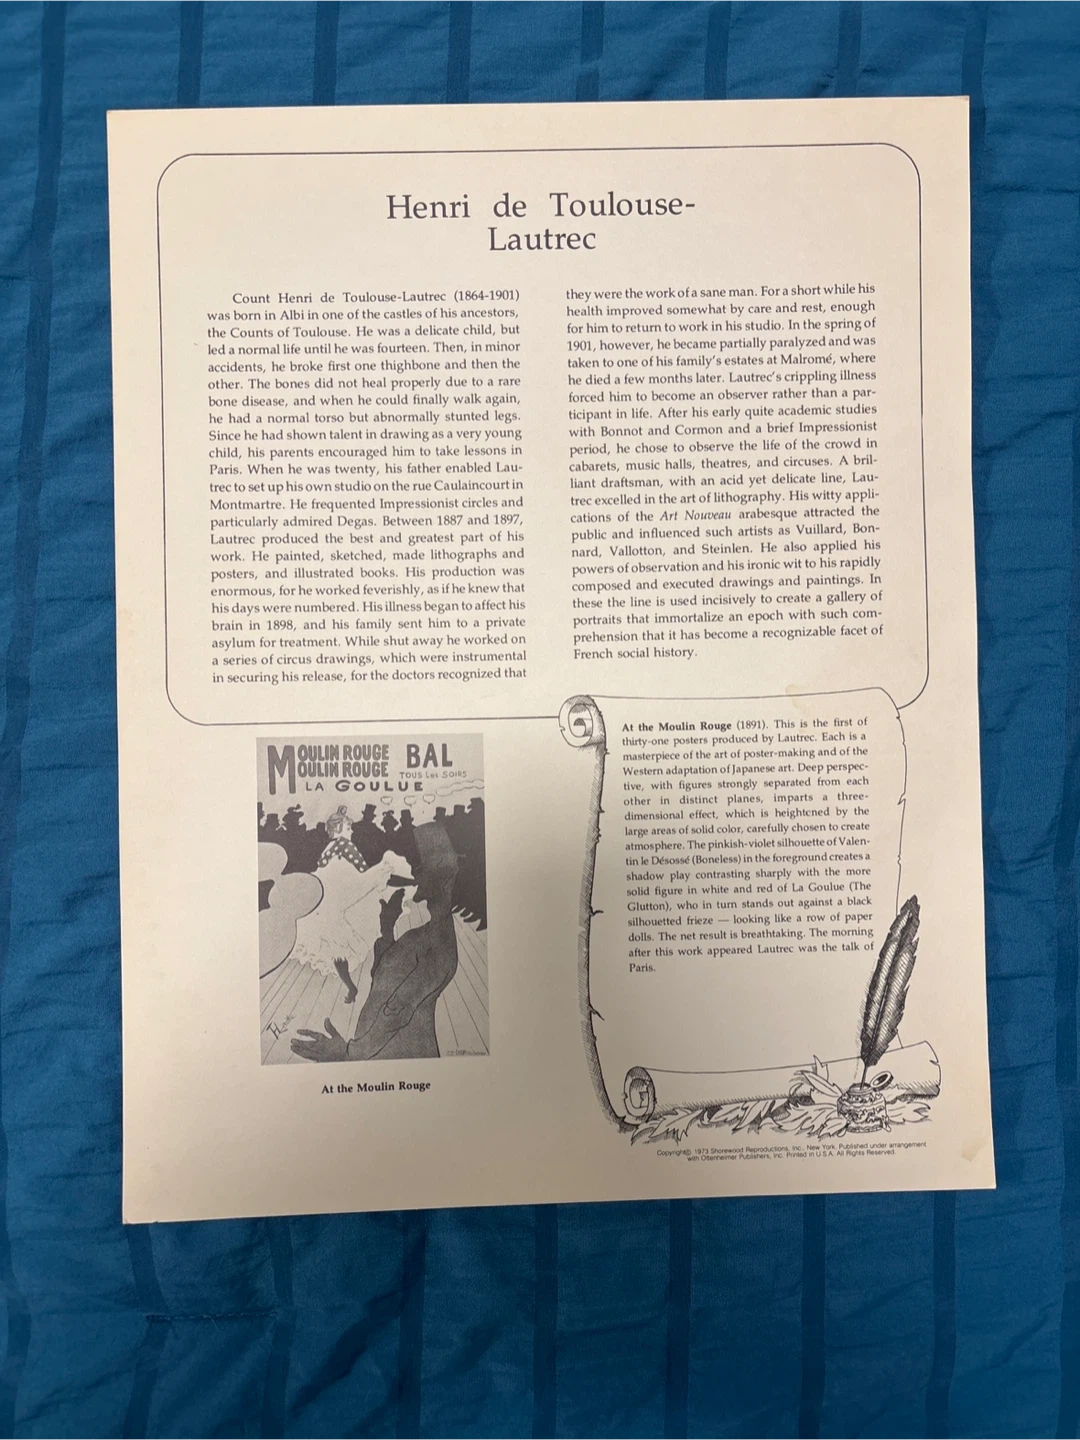 Henri de Toulouse-
Lautrec
Count Henri de Toulouse-Lautrec (1864-1901)
was born in Albi in one of the castles of his ancestors,
the Counts of Toulouse. He was a delicate child, but
led a normal life until he was fourteen. Then, in minor
accidents, he broke first one thighbone and then the
other. The bones did not heal properly due to a rare
bone disease, and when he could finally walk again,
he had a normal torso but abnormally stunted legs.
Since he had shown talent in drawing as a very young
child, his parents encouraged him to take lessons in
Paris. When he was twenty, his father enabled Lau-
trec to set up his own studio on the rue Caulaincourt in
Montmartre. He frequented Impressionist circles and
particularly admired Degas. Between 1887 and 1897,
Lautrec produced the best and greatest part of his
work. He painted, sketched, made lithographs and
posters, and illustrated books. His production was
enormous, for he worked feverishly, as if he knew that
his days were numbered. His illness began to affect his
brain in 1898, and his family sent him to a private
asylum for treatment. While shut away he worked on
a series of circus drawings, which were instrumental
in securing his release, for the doctors recognized that
they were the work of a sane man. For a short while his
health improved somewhat by care and rest, enough
for him to return to work in his studio. In the spring of
1901, however, he became partially paralyzed and was
taken to one of his family's estates at Malromé, where
he died a few months later. Lautrec's crippling illness
forced him to become an observer rather than a par-
ticipant in life. After his early quite academic studies
with Bonnot and Cormon and a brief Impressionist
period, he chose to observe the life of the crowd in
cabarets, music halls, theatres, and circuses. A bril-
liant draftsman, with an acid yet delicate line, Lau-
trec excelled in the art of lithography. His witty appli-
cations of the Art Nouveau arabesque attracted the
public and influenced such artists as Vuillard, Bon-
nard, Vallotton, and Steinlen. He also applied his
powers of observation and his ironic wit to his rapidly
composed and executed drawings and paintings. In
these the line is used incisively to create a gallery of
portraits that immortalize an epoch with such com-
prehension that it has become a recognizable facet of
French social history.
MOULIN ROUGE BAL
OULIN ROUGE TOUS Les SOIRS
LA GOULUE
At the Moulin Rouge
At the Moulin Rouge (1891). This is the first of
thirty-one posters produced by Lautrec. Each is a
masterpiece of the art of poster-making and of the
Western adaptation of Japanese art. Deep perspec-
tive, with figures strongly separated from each
other in distinct planes, imparts a three-
dimensional effect, which is heightened by the
large areas of solid color, carefully chosen to create
atmosphere. The pinkish-violet silhouette of Valen-
tin le Désossé (Boneless) in the foreground creates a
shadow play contrasting sharply with the more
solid figure in white and red of La Goulue (The
Glutton), who in turn stands out against a black
silhouetted frieze — looking like a row of paper
dolls. The net result is breathtaking. The morning
after this work appeared Lautrec was the talk of
Paris.
Copyright© 1973 Shorewood Reproductions, Inc., New York. Published under arrangement
with Ottenheimer Publishers, Inc. Printed in U.S.A. All Rights Reserved.